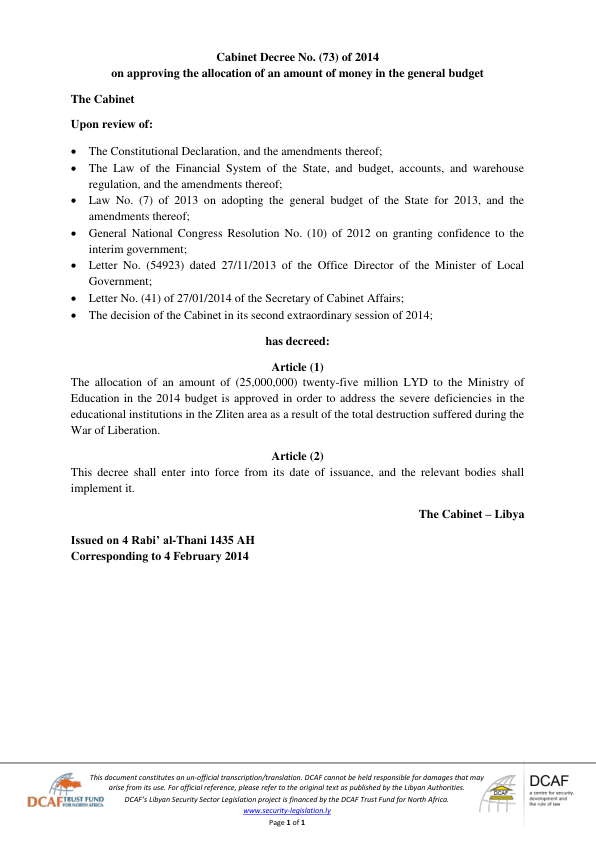 Cabinet Decree No. (73) of 2014
on approving the allocation of an amount of money in the general budget
The Cabinet
Upon review of:
• The Constitutional Declaration, and the amendments thereof;
• The Law of the Financial System of the State, and budget, accounts, and warehouse
regulation, and the amendments thereof;
• Law No. (7) of 2013 on adopting the general budget of the State for 2013, and the
amendments thereof;
• General National Congress Resolution No. (10) of 2012 on granting confidence to the
interim government;
• Letter No. (54923) dated 27/11/2013 of the Office Director of the Minister of Local
Government;
• Letter No. (41) of 27/01/2014 of the Secretary of Cabinet Affairs;
• The decision of the Cabinet in its second extraordinary session of 2014;
has decreed:
Article (1)
The allocation of an amount of (25,000,000) twenty-five million LYD to the Ministry of
Education in the 2014 budget is approved in order to address the severe deficiencies in the
educational institutions in the Zliten area as a result of the total destruction suffered during the
War of Liberation.
Article (2)
This decree shall enter into force from its date of issuance, and the relevant bodies shall
implement it.
The Cabinet – Libya
Issued on 4 Rabi’ al-Thani 1435 AH
Corresponding to 4 February 2014
This document constitutes an un-official transcription/translation. DCAF cannot be held responsible for damages that may
arise from its use. For official reference, please refer to the original text as published by the Libyan Authorities.
DCAF’s Libyan Security Sector Legislation project is financed by the DCAF Trust Fund for North Africa.
www.security-legislation.ly
Page 1 of 1
DCAF TRUST FUND
FOR NORTH AFRICA
DCAF
DCAF
a centre for security,
development and
the rule of law